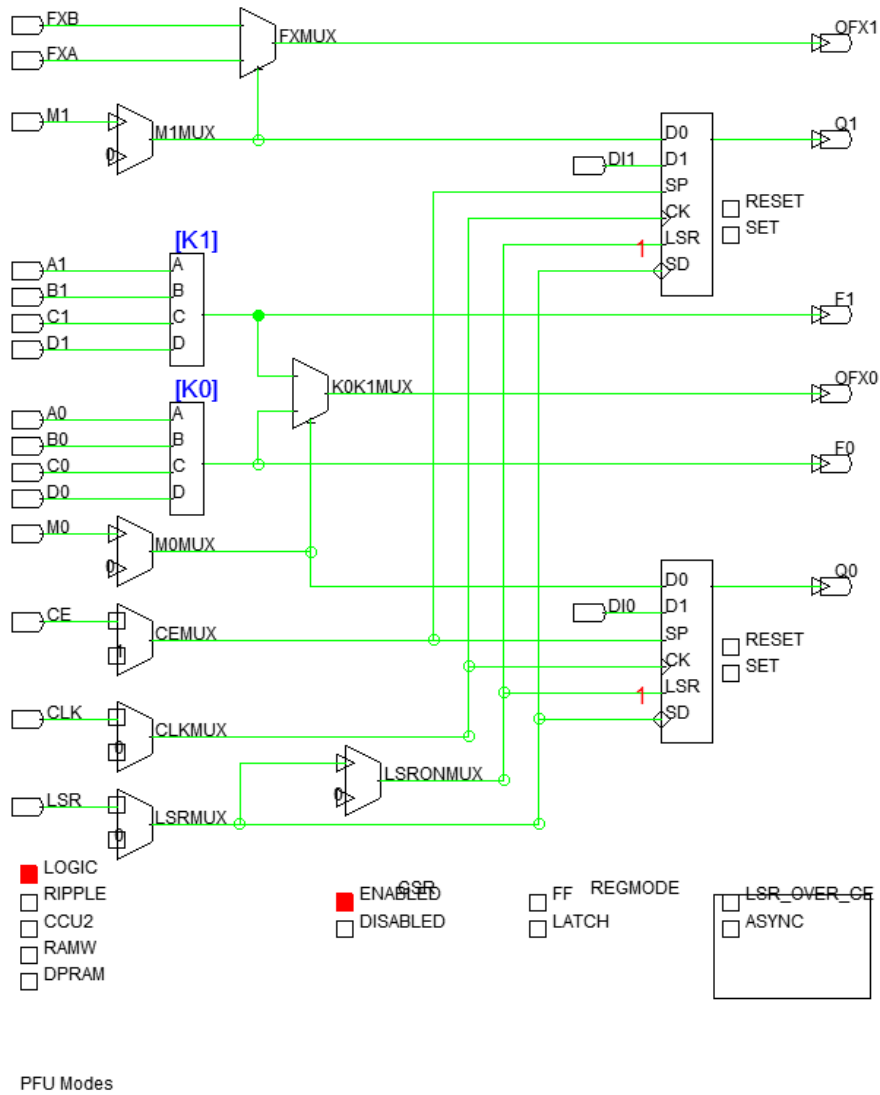 FXB
FXA
FXMUX
OFX1
M1
0
M1MUX
D0
Q1
DI1
D1
SP
CK
LSR
SD
1
RESET
SET
[K1]
A1
B1
C1
D1
A
B
C
D
F1
K0K1MUX
OFX0
[K0]
A0
B0
C0
D0
A
B
C
D
F0
M0
0
M0MUX
D0
Q0
DI0
D1
SP
CK
LSR
SD
1
RESET
SET
CE
1
CEMUX
CLK
0
CLKMUX
LSR
0
LSRMUX
0
LSRONMUX
LOGIC
RIPPLE
CCU2
RAMW
DPRAM
GSR
ENABLED
DISABLED
REGMODE
FF
LATCH
LSR_OVER_CE
ASYNC
PFU Modes